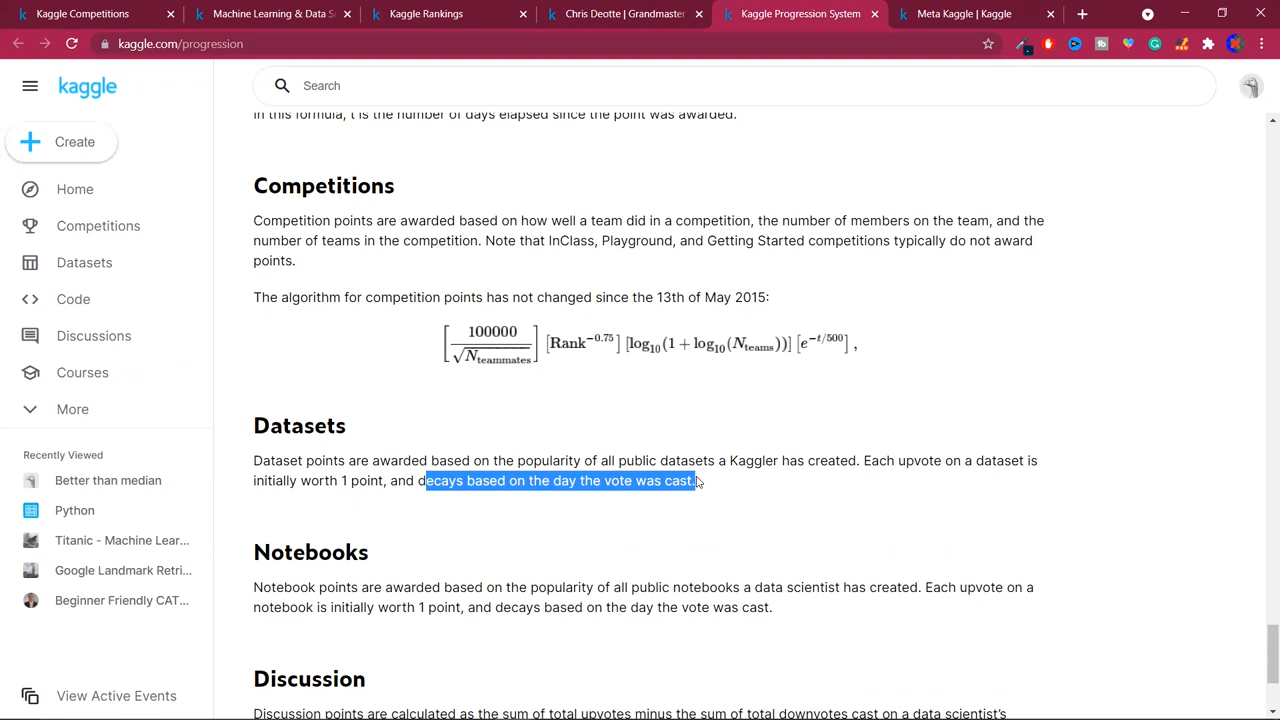 Kaggle Competitions
Machine Learning & Data S
Kaggle Rankings
Chris Deotte | Grandmaster
Kaggle Progression System
Meta Kaggle | Kaggle
kaggle.com/progression
kaggle
Search
In this formula, t is the number of days elapsed since the point was awarded.
Create
Home
Competitions
Datasets
Code
Discussions
Courses
More
Recently Viewed
Better than median
Python
Titanic - Machine Lear...
Google Landmark Retri...
Beginner Friendly CAT...
View Active Events
Competitions
Competition points are awarded based on how well a team did in a competition, the number of members on the team, and the
number of teams in the competition. Note that InClass, Playground, and Getting Started competitions typically do not award
points.
The algorithm for competition points has not changed since the 13th of May 2015:
[100000 / √N_teammates] [Rank^−0.75] [log₁₀(1 + log₁₀(N_teams))] [e^−t/500] ,
Datasets
Dataset points are awarded based on the popularity of all public datasets a Kaggler has created. Each upvote on a dataset is
initially worth 1 point, and decays based on the day the vote was cast.
Notebooks
Notebook points are awarded based on the popularity of all public notebooks a data scientist has created. Each upvote on a
notebook is initially worth 1 point, and decays based on the day the vote was cast.
Discussion
Discussion points are calculated as the sum of total upvotes minus the sum of total downvotes cast on a data scientist's